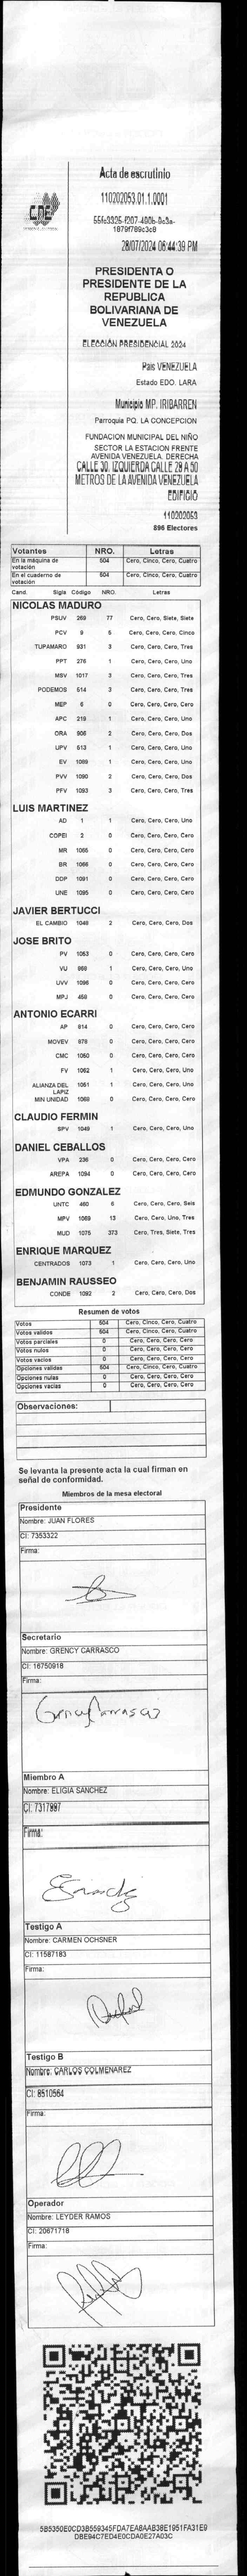 Acta de escrutinio
110202053.01.1.0001
28/07/2024 06:44:39 PM
CNE
PRESIDENTA O
PRESIDENTE DE LA
REPUBLICA
BOLIVARIANA DE
VENEZUELA
ELECCIÓN PRESIDENCIAL 2024
Pais VENEZUELA
Estado EDO. LARA
Municipio MP. IRIBARREN
Parroquia PQ. LA CONCEPCION
FUNDACION MUNICIPAL DEL NIÑO
SECTOR LA ESTACION FRENTE
AVENIDA VENEZUELA. DERECHA
CALLE 30. IZQUIERDA CALLE 28 A 50
METROS DE LA AVENIDA VENEZUELA
EDIFICIO
110202053
896 Electores
Votantes NRO. Letras
En la máquina de votación 504 Cero, Cinco, Cero, Cuatro
En el cuaderno de votación 504 Cero, Cinco, Cero, Cuatro
Cand. Sigla Código NRO. Letras
NICOLAS MADURO
PSUV 269 77 Cero, Cero, Siete, Siete
PCV 9 5 Cero, Cero, Cero, Cinco
TUPAMARO 931 3 Cero, Cero, Cero, Tres
PPT 276 1 Cero, Cero, Cero, Uno
MSV 1017 3 Cero, Cero, Cero, Tres
PODEMOS 514 3 Cero, Cero, Cero, Tres
MEP 6 0 Cero, Cero, Cero, Cero
APC 219 1 Cero, Cero, Cero, Uno
ORA 906 2 Cero, Cero, Cero, Dos
UPV 613 1 Cero, Cero, Cero, Uno
EV 1089 1 Cero, Cero, Cero, Uno
PVV 1090 2 Cero, Cero, Cero, Dos
PFV 1093 3 Cero, Cero, Cero, Tres
LUIS MARTINEZ
AD 1 1 Cero, Cero, Cero, Uno
COPEI 2 0 Cero, Cero, Cero, Cero
MR 1065 0 Cero, Cero, Cero, Cero
BR 1066 0 Cero, Cero, Cero, Cero
DDP 1091 0 Cero, Cero, Cero, Cero
UNE 1095 0 Cero, Cero, Cero, Cero
JAVIER BERTUCCI
EL CAMBIO 1048 2 Cero, Cero, Cero, Dos
JOSE BRITO
PV 1053 0 Cero, Cero, Cero, Cero
VU 968 1 Cero, Cero, Cero, Uno
UVV 1096 0 Cero, Cero, Cero, Cero
MPJ 458 0 Cero, Cero, Cero, Cero
ANTONIO ECARRI
AP 814 0 Cero, Cero, Cero, Cero
MOVEV 978 0 Cero, Cero, Cero, Cero
CMC 1050 0 Cero, Cero, Cero, Cero
FV 1052 1 Cero, Cero, Cero, Uno
ALIANZA DEL LAPIZ 1051 1 Cero, Cero, Cero, Uno
MIN UNIDAD 1068 0 Cero, Cero, Cero, Cero
CLAUDIO FERMIN
SPV 1049 1 Cero, Cero, Cero, Uno
DANIEL CEBALLOS
VPA 236 0 Cero, Cero, Cero, Cero
AREPA 1094 0 Cero, Cero, Cero, Cero
EDMUNDO GONZALEZ
UNTC 460 6 Cero, Cero, Cero, Seis
MPV 1069 13 Cero, Cero, Uno, Tres
MUD 1075 373 Cero, Tres, Siete, Tres
ENRIQUE MARQUEZ
CENTRADOS 1073 1 Cero, Cero, Cero, Uno
BENJAMIN RAUSSEO
CONDE 1092 2 Cero, Cero, Cero, Dos
Resumen de votos
Votos 504 Cero, Cinco, Cero, Cuatro
Votos validos 504 Cero, Cinco, Cero, Cuatro
Votos parciales 0 Cero, Cero, Cero, Cero
Votos nulos 0 Cero, Cero, Cero, Cero
Votos vacios 0 Cero, Cero, Cero, Cero
Opciones validas 504 Cero, Cinco, Cero, Cuatro
Opciones nulas 0 Cero, Cero, Cero, Cero
Opciones vacias 0 Cero, Cero, Cero, Cero
Observaciones:
Se levanta la presente acta la cual firman en
señal de conformidad.
Miembros de la mesa electoral
Presidente
Nombre: JUAN FLORES
CI: 7353322
Firma:
Secretario
Nombre: GRENCY CARRASCO
CI: 16750918
Firma:
Miembro A
Nombre: ELIGIA SANCHEZ
CI: 7317997
Firma:
Testigo A
Nombre: CARMEN OCHSNER
CI: 11587183
Firma:
Testigo B
Nombre: CARLOS COLMENAREZ
CI: 8510564
Firma:
Operador
Nombre: LEYDER RAMOS
CI: 20671718
Firma:
5B5350E0CD3B559345FDA7EA8AAB38E1951FA31E9
DBE94C7ED4E0CDA0E27A03C